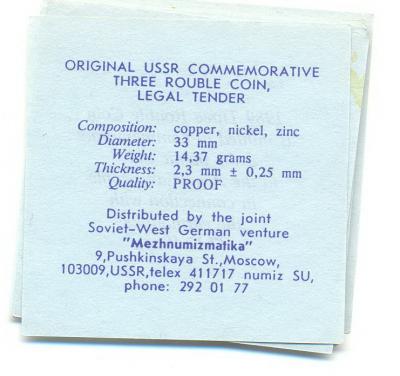 ORIGINAL USSR COMMEMORATIVE
THREE ROUBLE COIN,
LEGAL TENDER
Composition: copper, nickel, zinc
Diameter: 33 mm
Weight: 14,37 grams
Thickness: 2,3 mm ± 0,25 mm
Quality: PROOF
Distributed by the joint
Soviet-West German venture
"Mezhnumizmatika"
9,Pushkinskaya St.,Moscow,
103009,USSR,telex 411717 numiz SU,
phone: 292 01 77